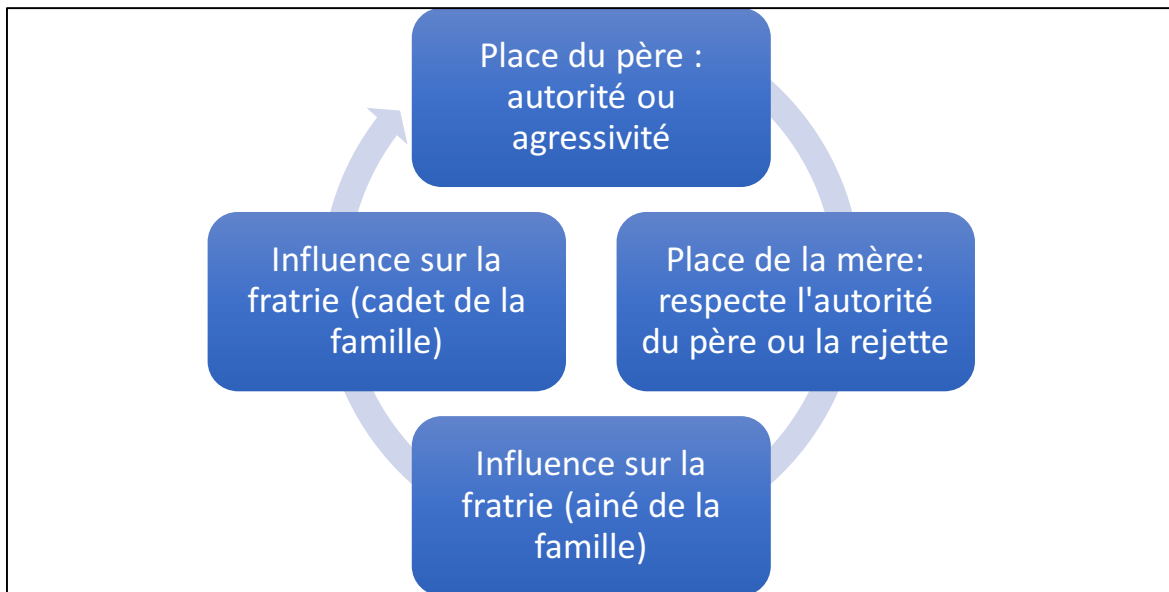 Place du père :
autorité ou
agressivité
Place de la mère:
respecte l'autorité
du père ou la rejette
Influence sur la
fratrie (ainé de la
famille)
Influence sur la
fratrie (cadet de la
famille)